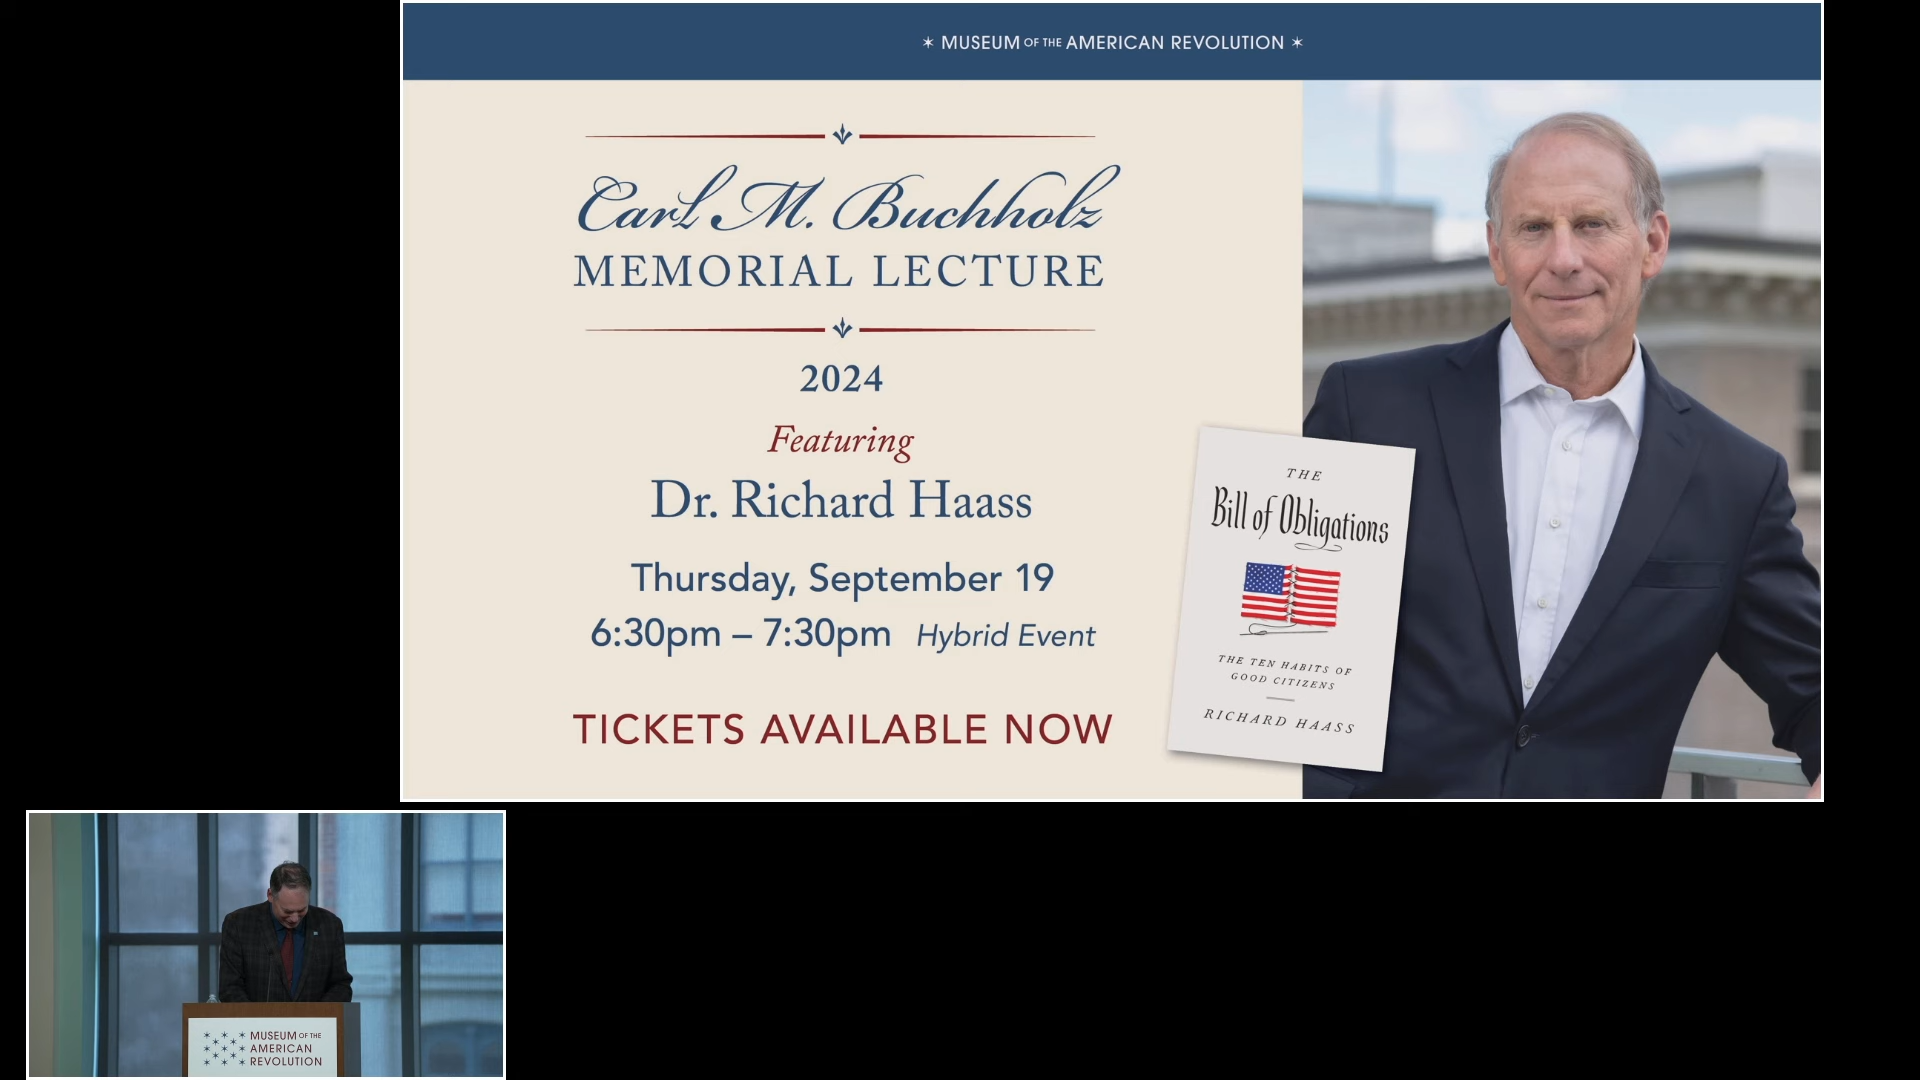 ✶ MUSEUM OF THE AMERICAN REVOLUTION ✶
Carl M. Buchholz
MEMORIAL LECTURE
2024
Featuring
Dr. Richard Haass
Thursday, September 19
6:30pm – 7:30pm Hybrid Event
TICKETS AVAILABLE NOW
THE
Bill of Obligations
THE TEN HABITS OF
GOOD CITIZENS
RICHARD HAASS
MUSEUM OF THE
AMERICAN
REVOLUTION